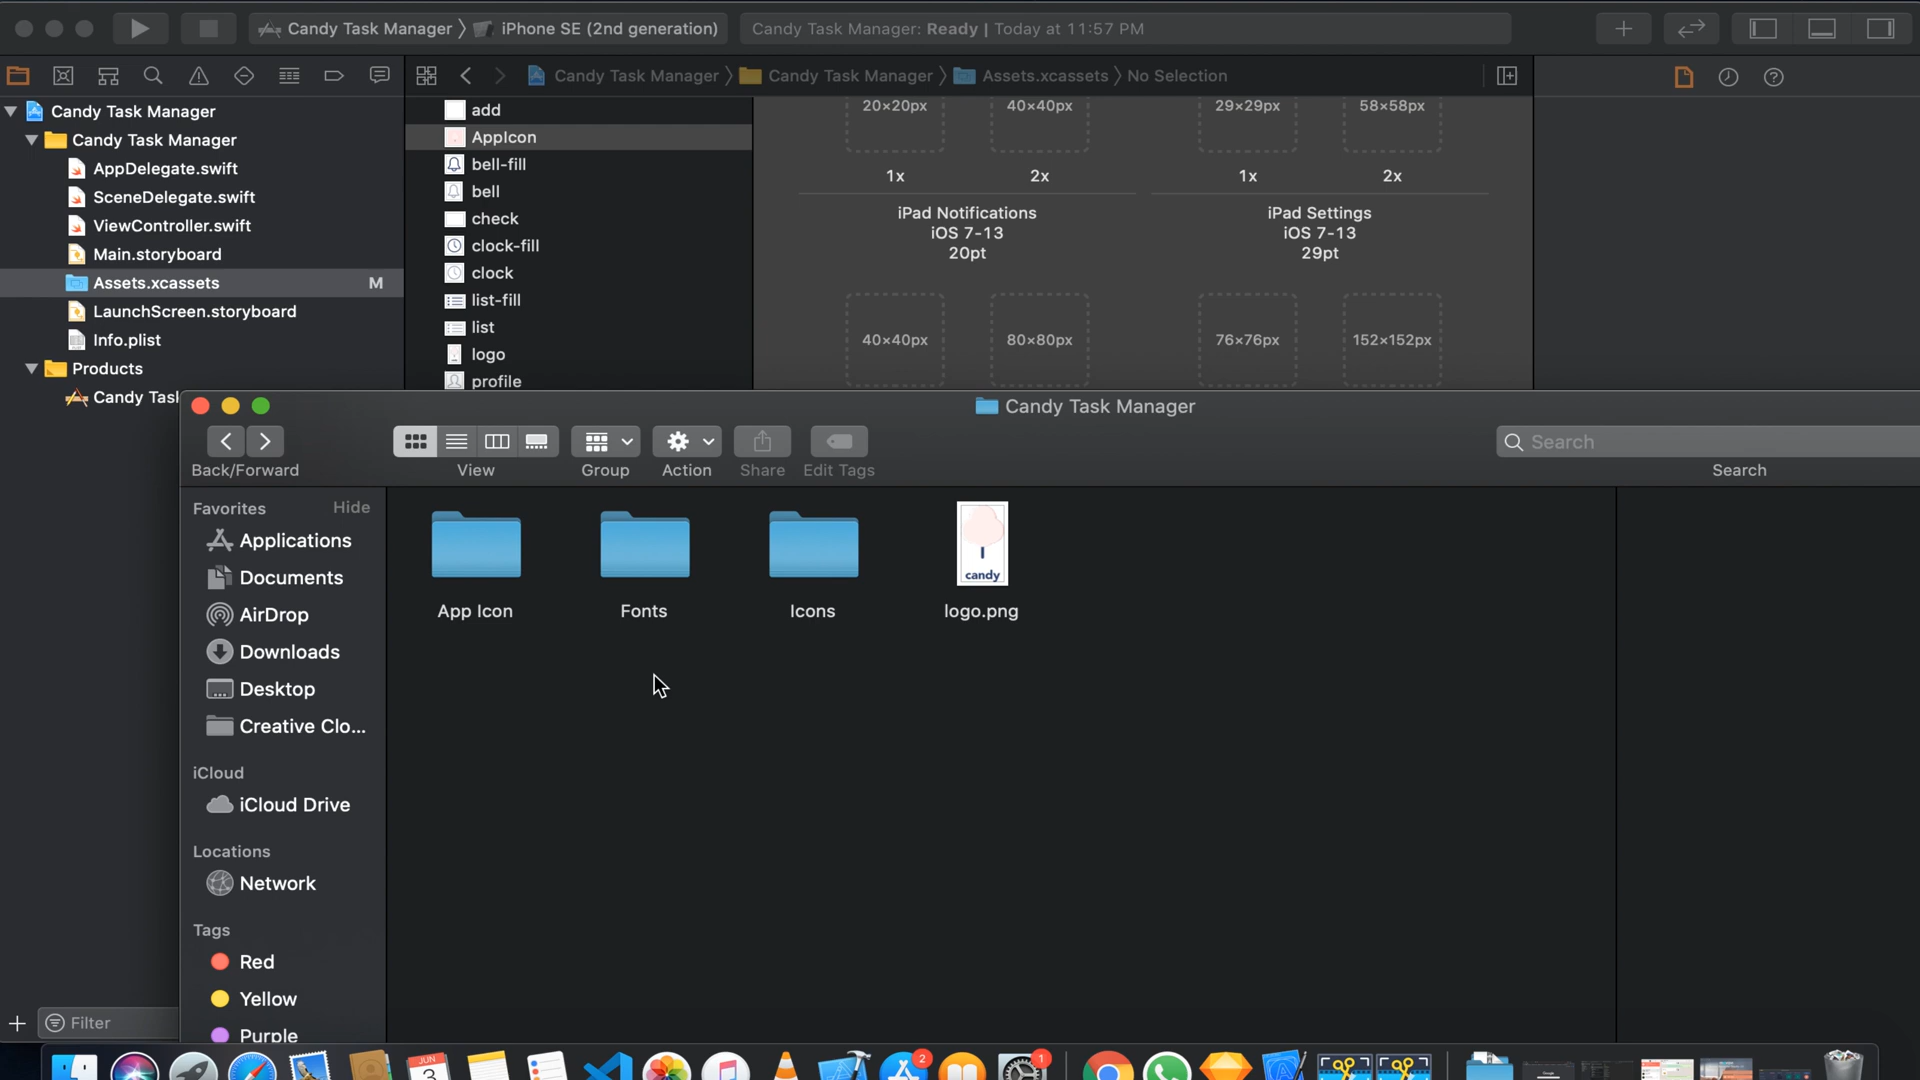 Candy Task Manager
iPhone SE (2nd generation)
Candy Task Manager: Ready | Today at 11:57 PM
Candy Task Manager
Candy Task Manager
Assets.xcassets
No Selection
Candy Task Manager
Candy Task Manager
AppDelegate.swift
SceneDelegate.swift
ViewController.swift
Main.storyboard
Assets.xcassets
M
LaunchScreen.storyboard
Info.plist
Products
Candy Task
add
AppIcon
bell-fill
bell
check
clock-fill
clock
list-fill
list
logo
profile
20×20px
40×40px
29×29px
58×58px
1x
2x
1x
2x
iPad Notifications
iOS 7-13
20pt
iPad Settings
iOS 7-13
29pt
40×40px
80×80px
76×76px
152×152px
Candy Task Manager
Back/Forward
View
Group
Action
Share
Edit Tags
Search
Search
Favorites
Hide
Applications
Documents
AirDrop
Downloads
Desktop
Creative Clo...
iCloud
iCloud Drive
Locations
Network
Tags
Red
Yellow
Purple
App Icon
Fonts
Icons
candy
logo.png
Filter
JUN
3
2
1